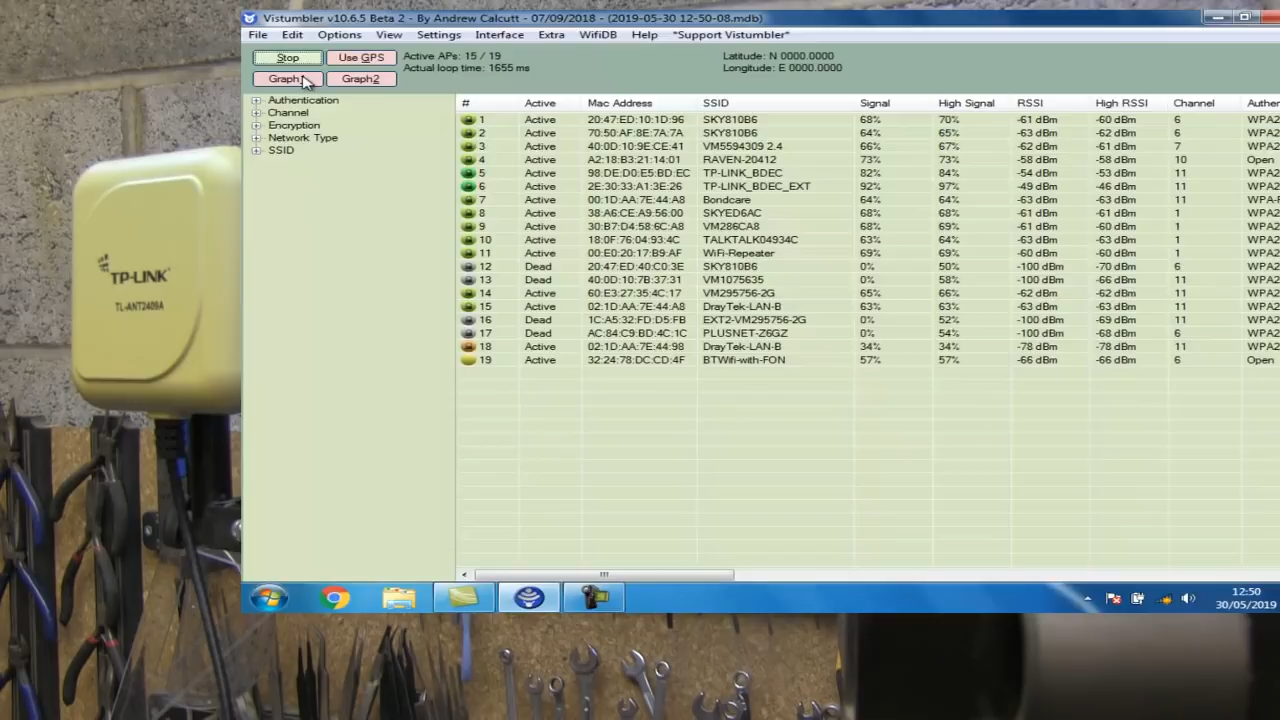 Vistumbler v10.6.5 Beta 2 - By Andrew Calcutt - 07/09/2018 - (2019-05-30 12-50-08.mdb)
File Edit Options View Settings Interface Extra WifiDB Help *Support Vistumbler*
Stop Use GPS Active APs: 15 / 19 Latitude: N 0000.0000
Actual loop time: 1655 ms Longitude: E 0000.0000
Graph1 Graph2
Authentication
Channel
Encryption
Network Type
SSID
# Active Mac Address SSID Signal High Signal RSSI High RSSI Channel Auther
1 Active 20:47:ED:10:1D:96 SKY810B6 68% 70% -61 dBm -60 dBm 6 WPA2
2 Active 70:50:AF:8E:7A:7A SKY810B6 64% 65% -63 dBm -62 dBm 6 WPA2
3 Active 40:0D:10:9E:CE:41 VM5594309 2.4 66% 67% -62 dBm -61 dBm 7 WPA2
4 Active A2:18:B3:21:14:01 RAVEN-20412 73% 73% -58 dBm -58 dBm 10 Open
5 Active 98:DE:D0:E5:BD:EC TP-LINK_BDEC 82% 84% -54 dBm -53 dBm 11 WPA2
6 Active 2E:30:33:A1:3E:26 TP-LINK_BDEC_EXT 92% 97% -49 dBm -46 dBm 11 WPA2
7 Active 00:1D:AA:7E:44:A8 Bondcare 64% 64% -63 dBm -63 dBm 11 WPA-F
8 Active 38:A6:CE:A9:56:00 SKYED6AC 68% 68% -61 dBm -61 dBm 1 WPA2
9 Active 30:B7:D4:58:6C:A8 VM286CA8 68% 69% -61 dBm -60 dBm 1 WPA2
10 Active 18:0F:76:04:93:4C TALKTALK04934C 63% 64% -63 dBm -63 dBm 1 WPA2
11 Active 00:E0:20:17:B9:AF WiFi-Repeater 69% 69% -60 dBm -60 dBm 1 WPA2
12 Dead 20:47:ED:40:C0:3E SKY810B6 0% 50% -100 dBm -70 dBm 6 WPA2
13 Dead 40:0D:10:7B:37:31 VM1075635 0% 58% -100 dBm -66 dBm 11 WPA2
14 Active 60:E3:27:35:4C:17 VM295756-2G 65% 66% -62 dBm -62 dBm 11 WPA2
15 Active 02:1D:AA:7E:44:A8 DrayTek-LAN-B 63% 63% -63 dBm -63 dBm 11 WPA2
16 Dead 1C:A5:32:FD:D5:FB EXT2-VM295756-2G 0% 52% -100 dBm -69 dBm 11 WPA2
17 Dead AC:84:C9:BD:4C:1C PLUSNET-Z6GZ 0% 54% -100 dBm -68 dBm 6 WPA2
18 Active 02:1D:AA:7E:44:98 DrayTek-LAN-B 34% 34% -78 dBm -78 dBm 11 WPA2
19 Active 32:24:78:DC:CD:4F BTWifi-with-FON 57% 57% -66 dBm -66 dBm 6 Open
12:50
30/05/2019
TP-LINK
TL-ANT2409A